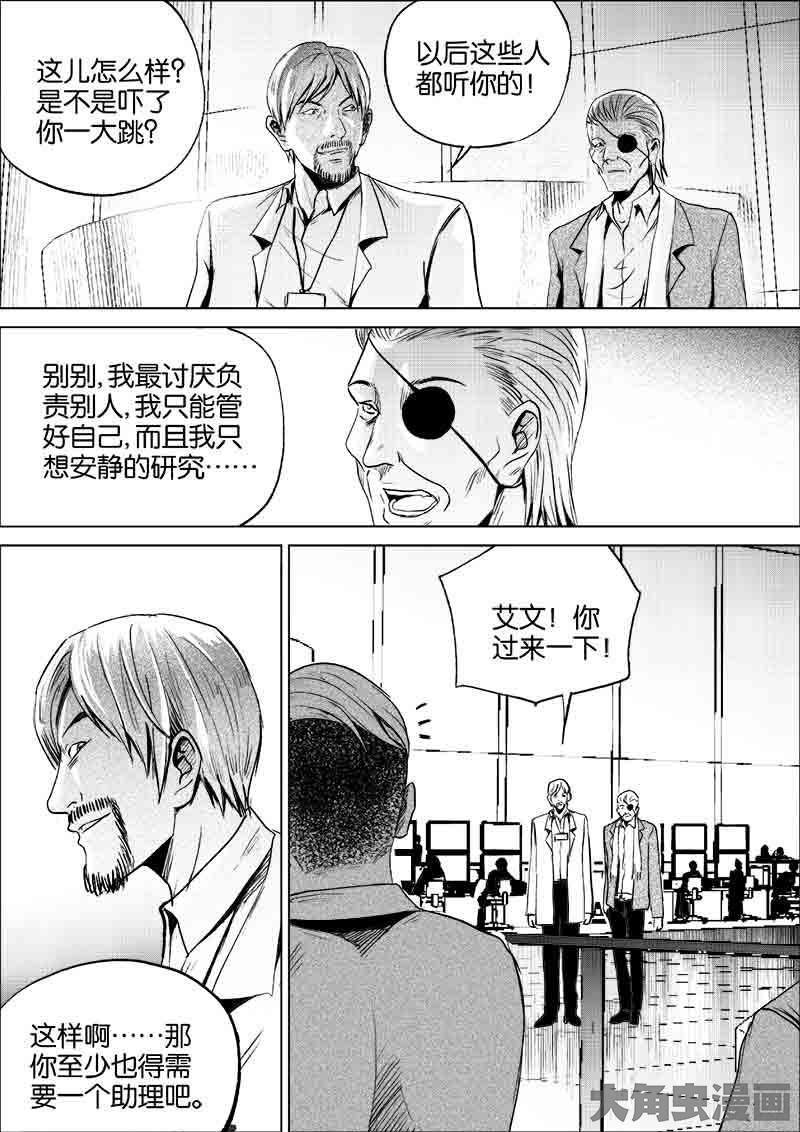 这儿怎么样?
是不是吓了
你一大跳?
以后这些人
都听你的!
别别,我最讨厌负
责别人,我只能管
好自己,而且我只
想安静的研究……
这样啊……那
你至少也得需
要一个助理吧。
艾文!你
过来一下!
大角虫漫画